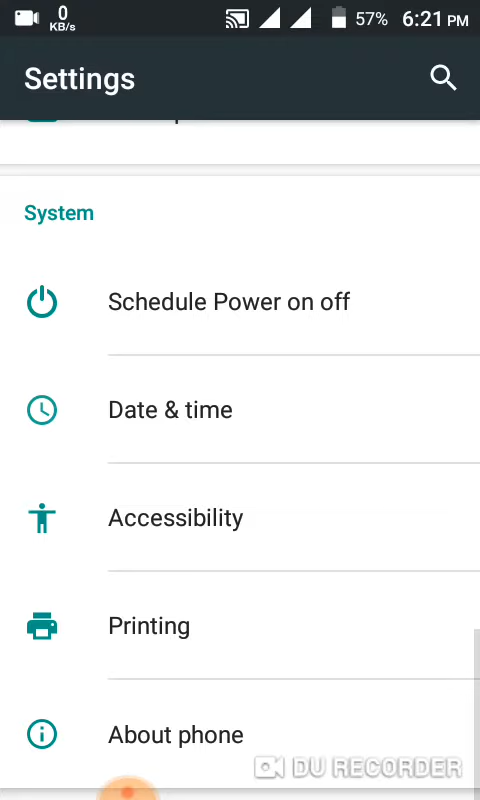 0
KB/s
57%
6:21 PM
Settings
System
Schedule Power on off
Date & time
Accessibility
Printing
About phone
DU RECORDER